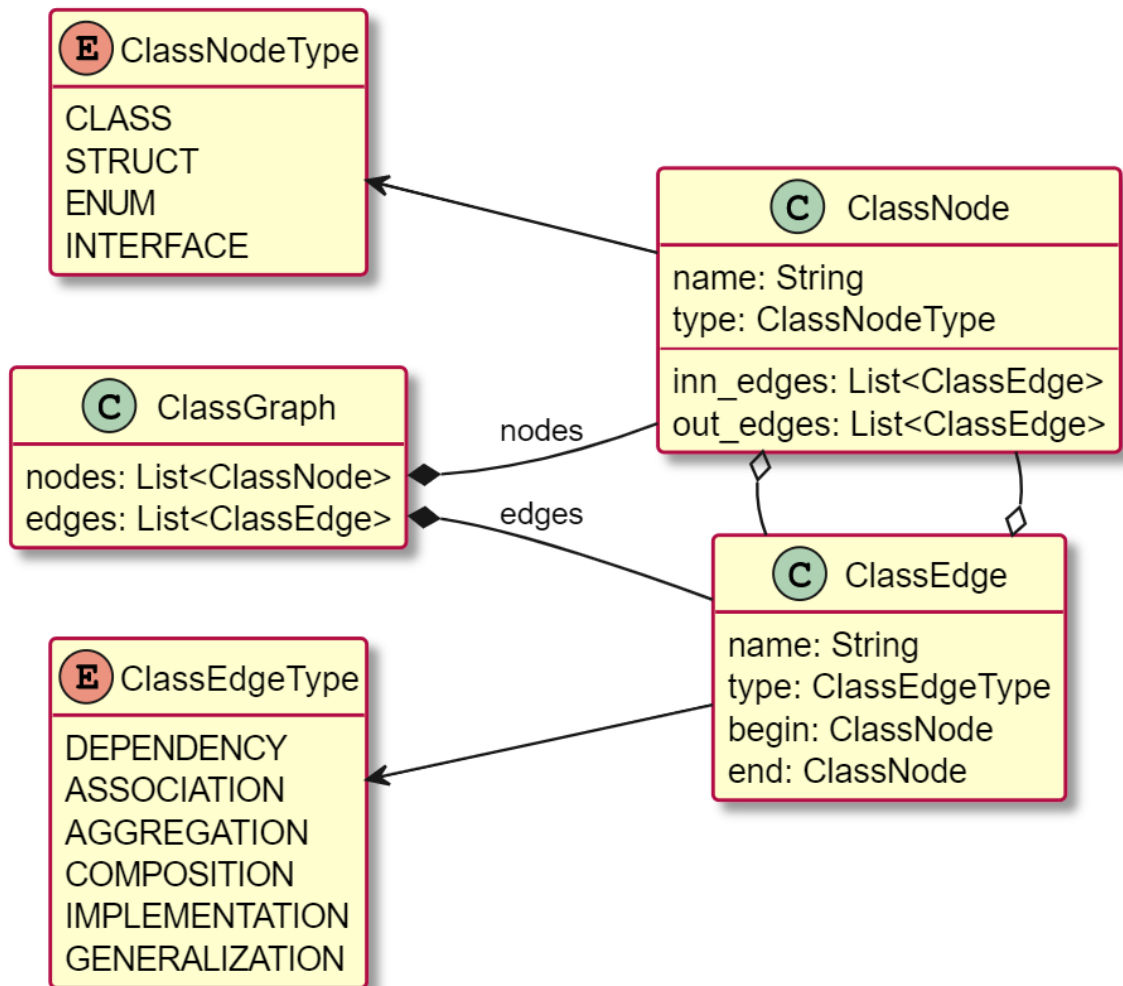 E ClassNodeType
CLASS
STRUCT
ENUM
INTERFACE
C ClassNode
name: String
type: ClassNodeType
inn_edges: List<ClassEdge>
out_edges: List<ClassEdge>
C ClassGraph
nodes: List<ClassNode>
edges: List<ClassEdge>
nodes
edges
C ClassEdge
name: String
type: ClassEdgeType
begin: ClassNode
end: ClassNode
E ClassEdgeType
DEPENDENCY
ASSOCIATION
AGGREGATION
COMPOSITION
IMPLEMENTATION
GENERALIZATION